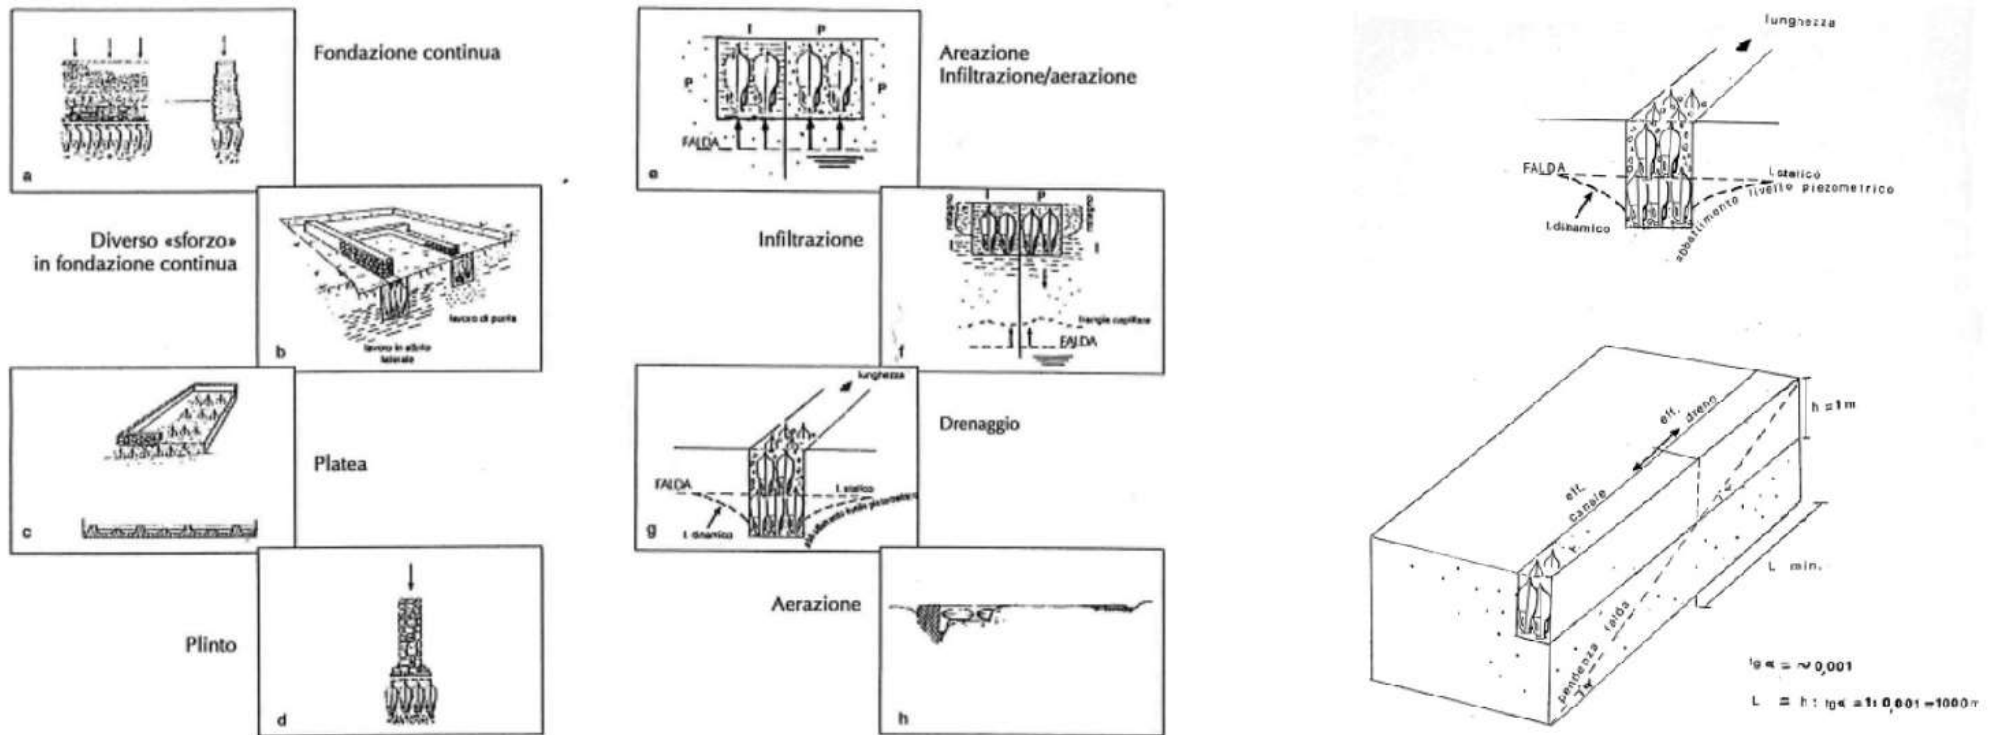 Fondazione continua
a
Diverso «sforzo»
in fondazione continua
lavoro di punta
lavoro in attrito
laterale
b
Platea
c
Plinto
d
I P
P P
FALDA
e
Areazione
Infiltrazione/aerazione
Infiltrazione
I P
ristagno ristagno
I I
frangia capillare
FALDA
f
lunghezza
FALDA
l. statico
l. dinamico
g
Drenaggio
Aerazione
h
lunghezza
FALDA
l.statico
livello piezometrico
abbattimento
l.dinamico
h = 1 m
eff. dreno
eff. canale
L min.
pendenza falda
tg α = ~ 0,001
L = h : tg α = 1 : 0,001 = 1000 m